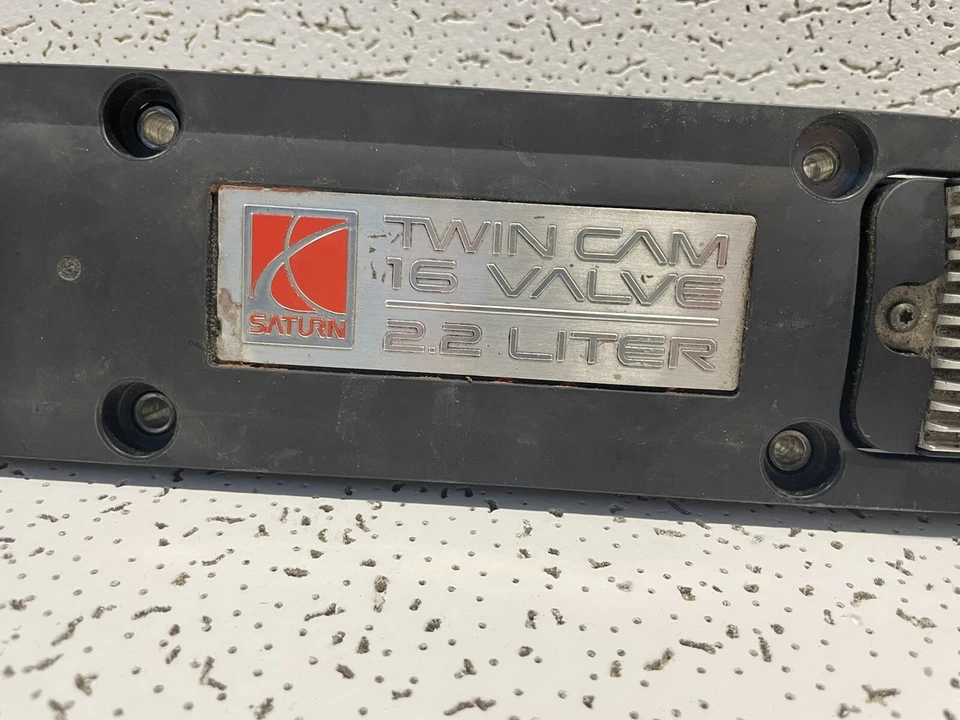 SATURN
TWIN CAM
16 VALVE
2.2 LITER